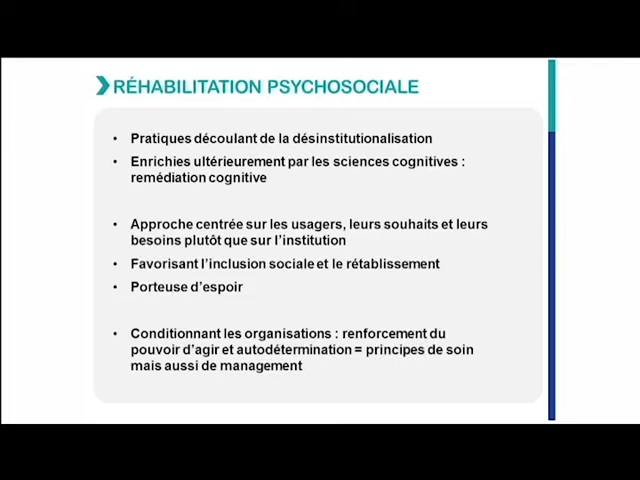 RÉHABILITATION PSYCHOSOCIALE
• Pratiques découlant de la désinstitutionalisation
• Enrichies ultérieurement par les sciences cognitives :
remédiation cognitive
• Approche centrée sur les usagers, leurs souhaits et leurs
besoins plutôt que sur l’institution
• Favorisant l’inclusion sociale et le rétablissement
• Porteuse d’espoir
• Conditionnant les organisations : renforcement du
pouvoir d’agir et autodétermination = principes de soin
mais aussi de management